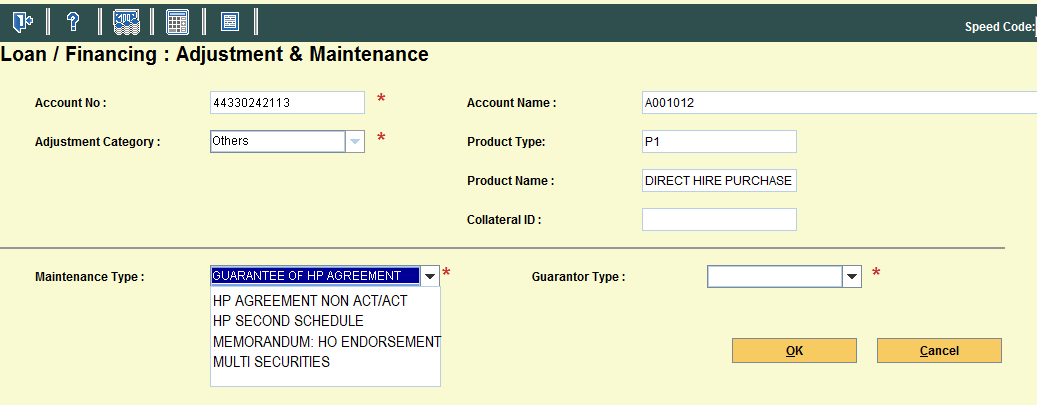 Speed Code:
Loan / Financing : Adjustment & Maintenance
Account No : 44330242113 * Account Name : A001012
Adjustment Category : Others * Product Type: P1
Product Name : DIRECT HIRE PURCHASE
Collateral ID :
Maintenance Type : GUARANTEE OF HP AGREEMENT * Guarantor Type : *
HP AGREEMENT NON ACT/ACT
HP SECOND SCHEDULE
MEMORANDUM: HO ENDORSEMENT
MULTI SECURITIES
OK Cancel